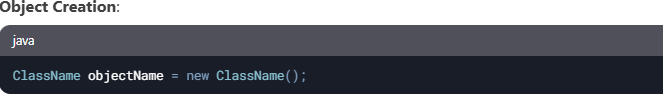 Object Creation:
java
ClassName objectName = new ClassName();